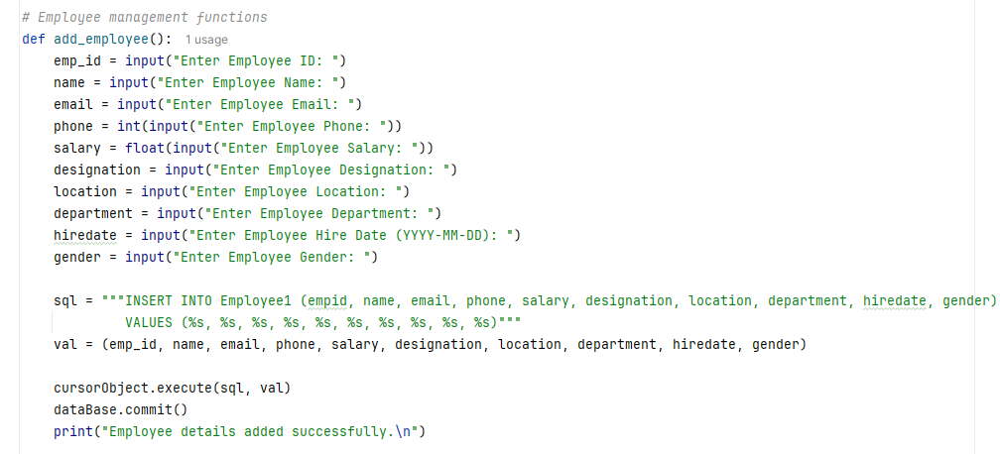 # Employee management functions
def add_employee():  1 usage
    emp_id = input("Enter Employee ID: ")
    name = input("Enter Employee Name: ")
    email = input("Enter Employee Email: ")
    phone = int(input("Enter Employee Phone: "))
    salary = float(input("Enter Employee Salary: "))
    designation = input("Enter Employee Designation: ")
    location = input("Enter Employee Location: ")
    department = input("Enter Employee Department: ")
    hiredate = input("Enter Employee Hire Date (YYYY-MM-DD): ")
    gender = input("Enter Employee Gender: ")
    sql = """INSERT INTO Employee1 (empid, name, email, phone, salary, designation, location, department, hiredate, gender)
             VALUES (%s, %s, %s, %s, %s, %s, %s, %s, %s, %s)"""
    val = (emp_id, name, email, phone, salary, designation, location, department, hiredate, gender)
    cursorObject.execute(sql, val)
    dataBase.commit()
    print("Employee details added successfully.\n")